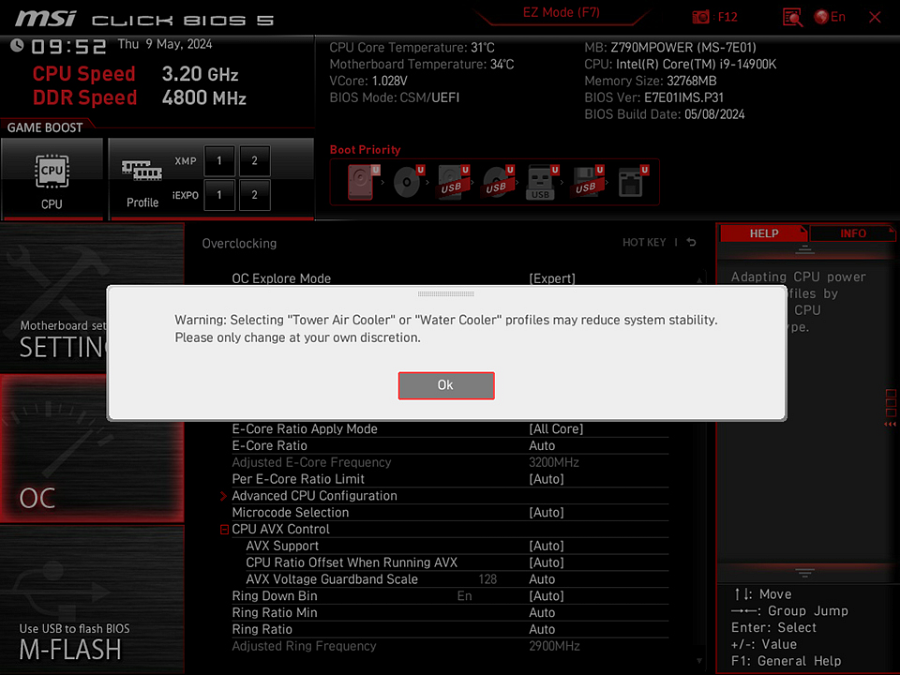 msi CLICK BIOS 5
EZ Mode (F7)
F12
En
09:52 Thu 9 May, 2024
CPU Speed 3.20 GHz
DDR Speed 4800 MHz
CPU Core Temperature: 31°C
Motherboard Temperature: 34°C
VCore: 1.028V
BIOS Mode: CSM/UEFI
MB: Z790MPOWER (MS-7E01)
CPU: Intel(R) Core(TM) i9-14900K
Memory Size: 32768MB
BIOS Ver: E7E01IMS.P31
BIOS Build Date: 05/08/2024
GAME BOOST
CPU
CPU
Profile
XMP 1 2
iEXPO 1 2
Boot Priority
U U U U U U U
USB USB USB USB
Motherboard set
SETTIN
OC
Use USB to flash BIOS
M-FLASH
Overclocking
HOT KEY
OC Explore Mode [Expert]
Warning: Selecting "Tower Air Cooler" or "Water Cooler" profiles may reduce system stability.
Please only change at your own discretion.
Ok
E-Core Ratio Apply Mode [All Core]
E-Core Ratio Auto
Adjusted E-Core Frequency 3200MHz
Per E-Core Ratio Limit [Auto]
Advanced CPU Configuration
Microcode Selection [Auto]
CPU AVX Control
AVX Support [Auto]
CPU Ratio Offset When Running AVX [Auto]
AVX Voltage Guardband Scale 128 Auto
Ring Down Bin En [Auto]
Ring Ratio Min Auto
Ring Ratio Auto
Adjusted Ring Frequency 2900MHz
HELP
INFO
Adapting CPU power
files by
CPU
pe.
↑↓: Move
→←: Group Jump
Enter: Select
+/-: Value
F1: General Help